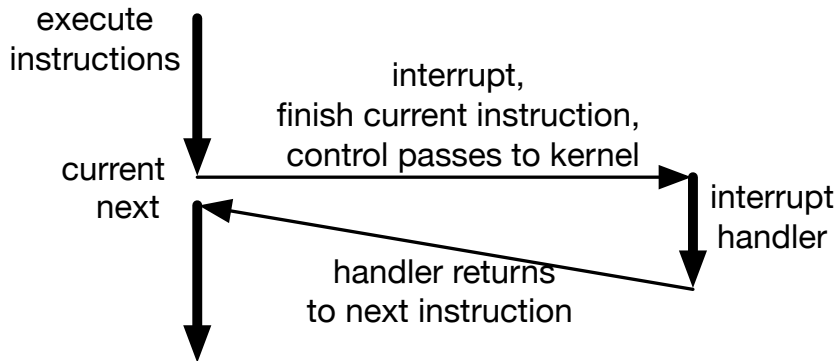 execute
instructions
interrupt,
finish current instruction,
control passes to kernel
current
next
interrupt
handler
handler returns
to next instruction